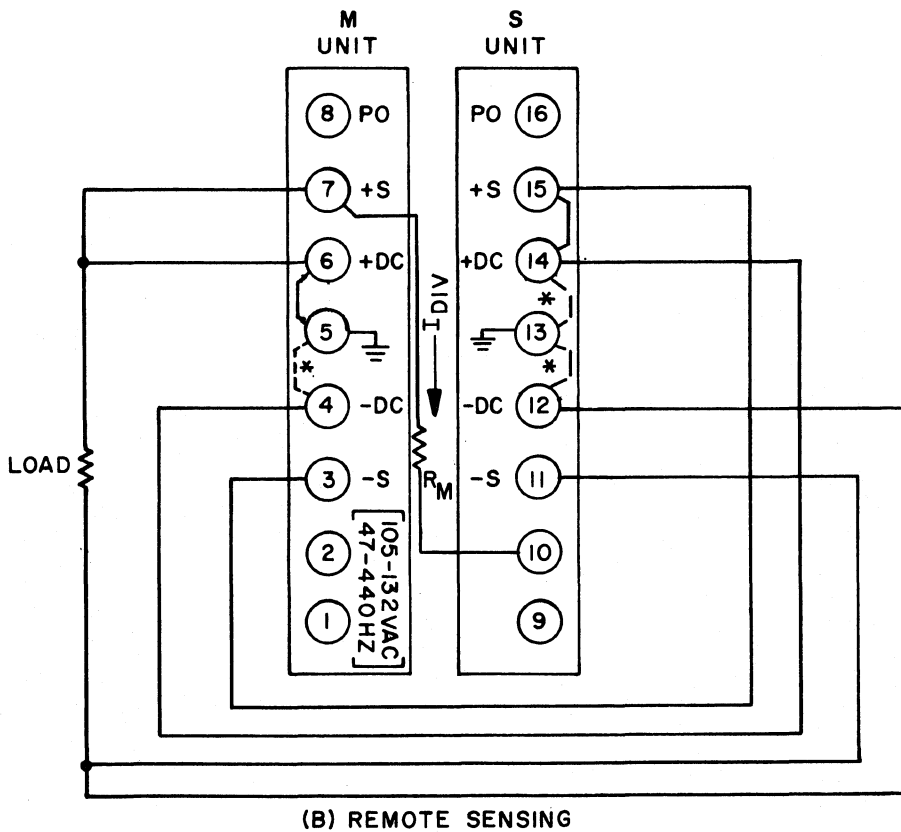 M
UNIT
S
UNIT
8 PO
PO 16
7 +S
+S 15
6 +DC
+DC 14
I DIV
5
*
13
*
*
4 -DC
-DC 12
LOAD
3 -S
R M
-S 11
2
10
1
9
[105-132VAC
47-440HZ]
(B) REMOTE SENSING